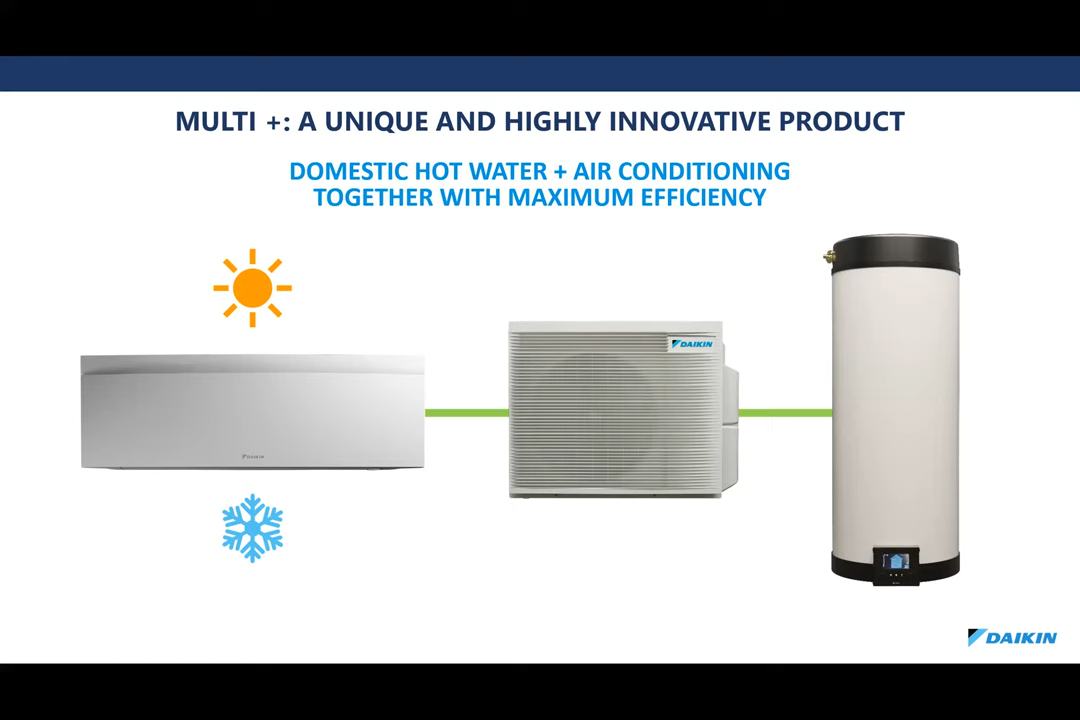 MULTI +: A UNIQUE AND HIGHLY INNOVATIVE PRODUCT
DOMESTIC HOT WATER + AIR CONDITIONING
TOGETHER WITH MAXIMUM EFFICIENCY
DAIKIN
DAIKIN
DAIKIN